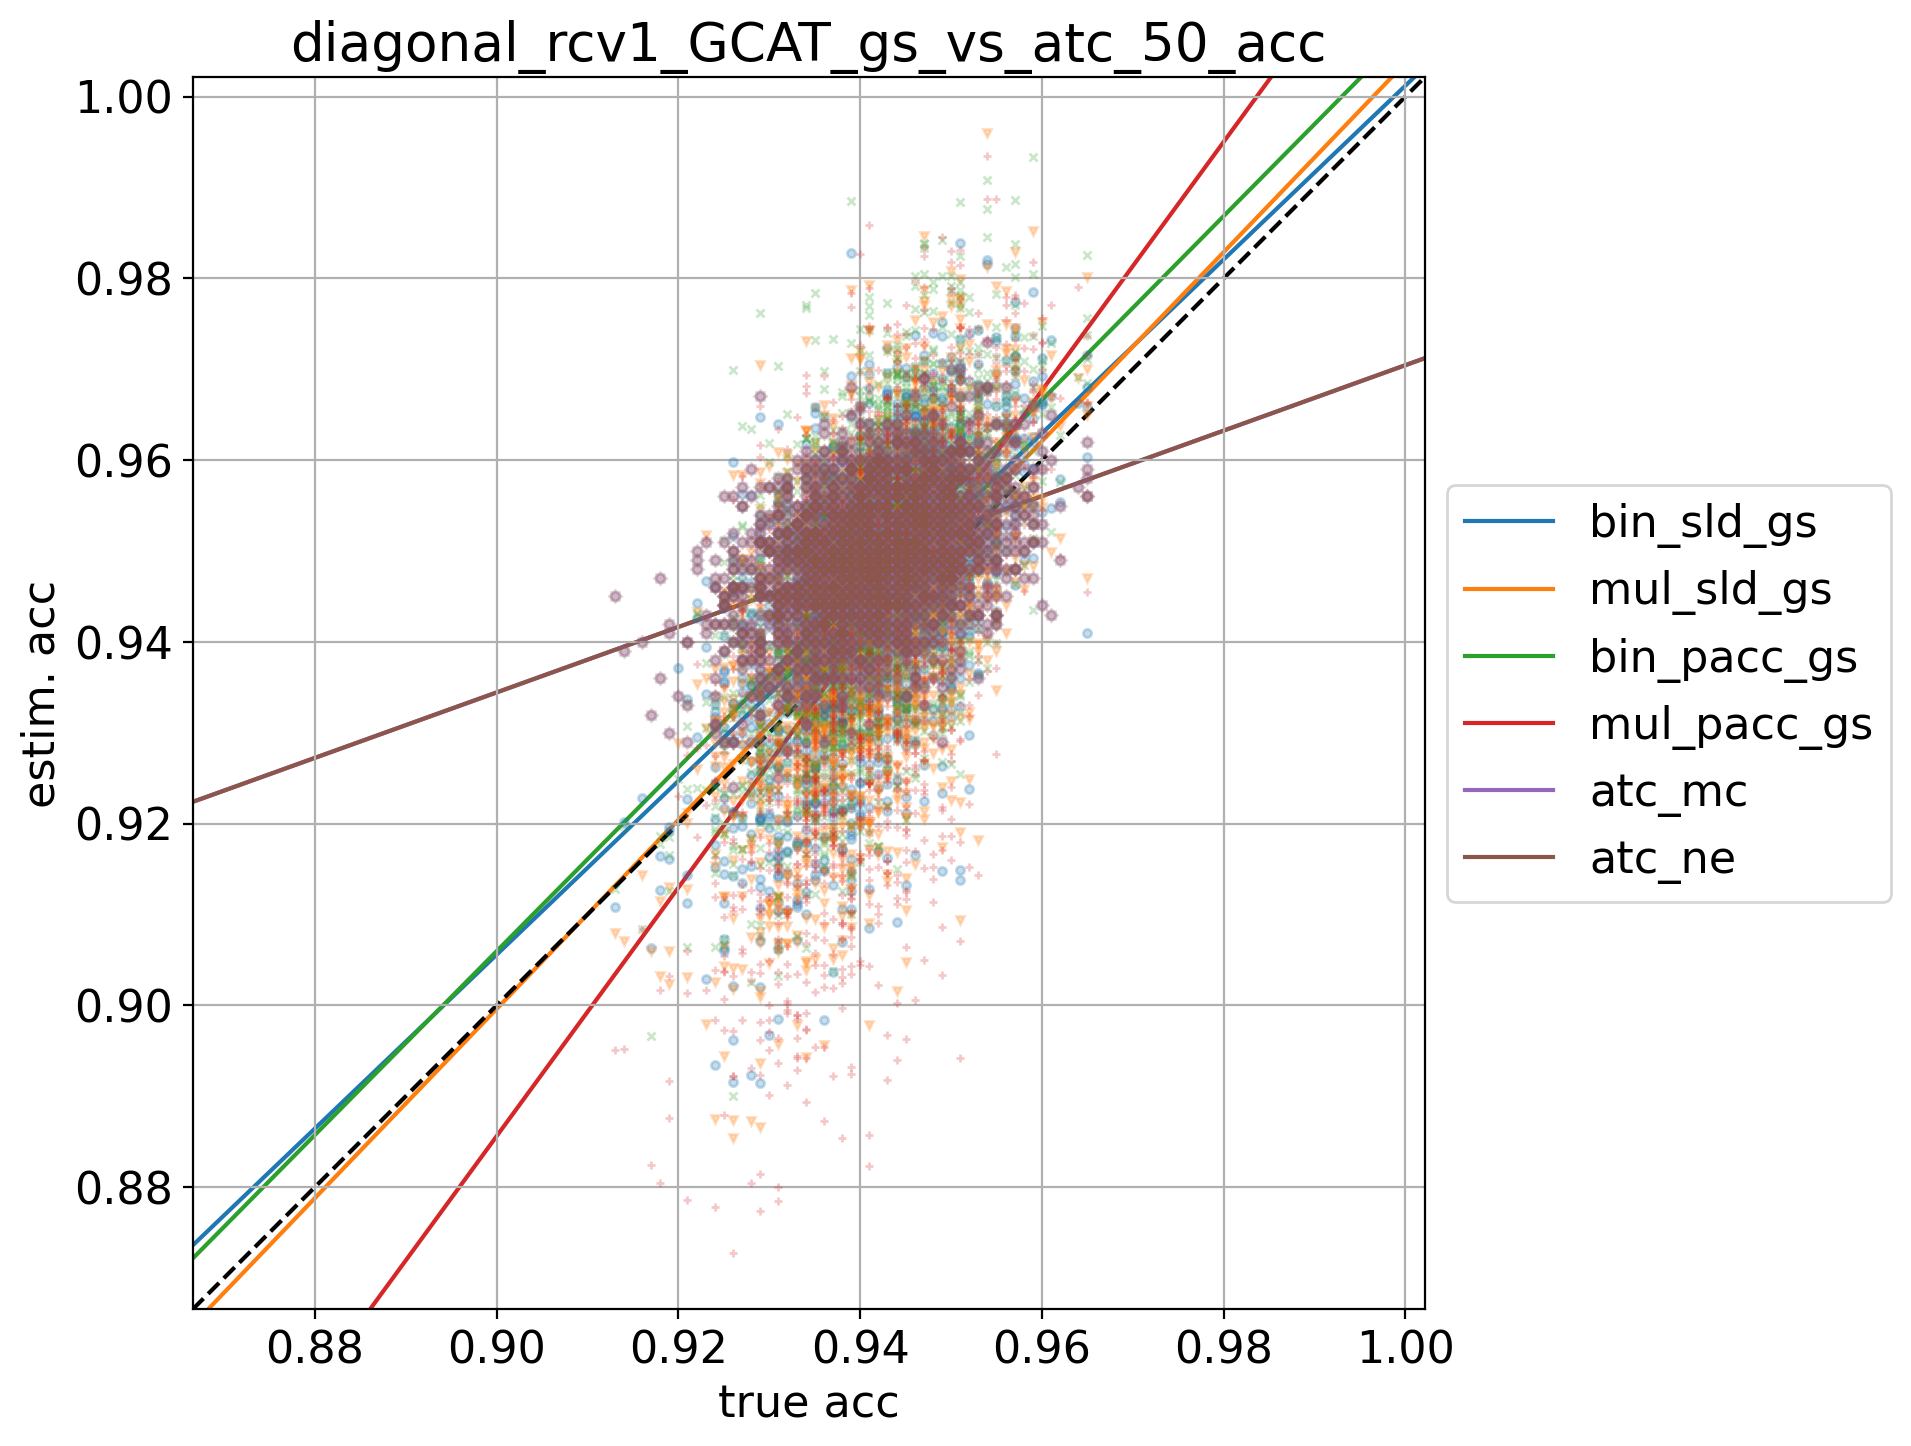 diagonal_rcv1_GCAT_gs_vs_atc_50_acc
1.00
0.98
0.96
0.94
0.92
0.90
0.88
estim. acc
0.88 0.90 0.92 0.94 0.96 0.98 1.00
true acc
bin_sld_gs
mul_sld_gs
bin_pacc_gs
mul_pacc_gs
atc_mc
atc_ne